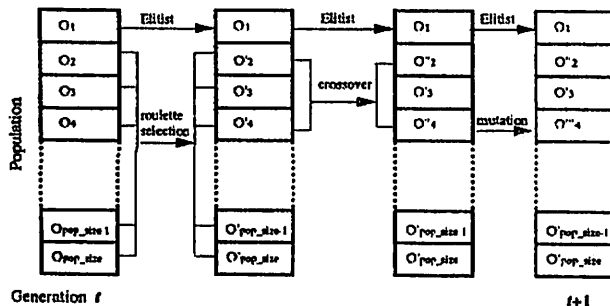 O1 Elitist O1 Elitist O1 Elitist O1
O2 O'2 O''2 O''2
O3 O'3 crossover O'3 O'3
O4 roulette selection O'4 O''4 mutation O'''4
Population
Opop_size-1 O'pop_size-1 O'pop_size-1 O'pop_size-1
Opop_size O'pop_size O'pop_size O'pop_size
Generation t t+1